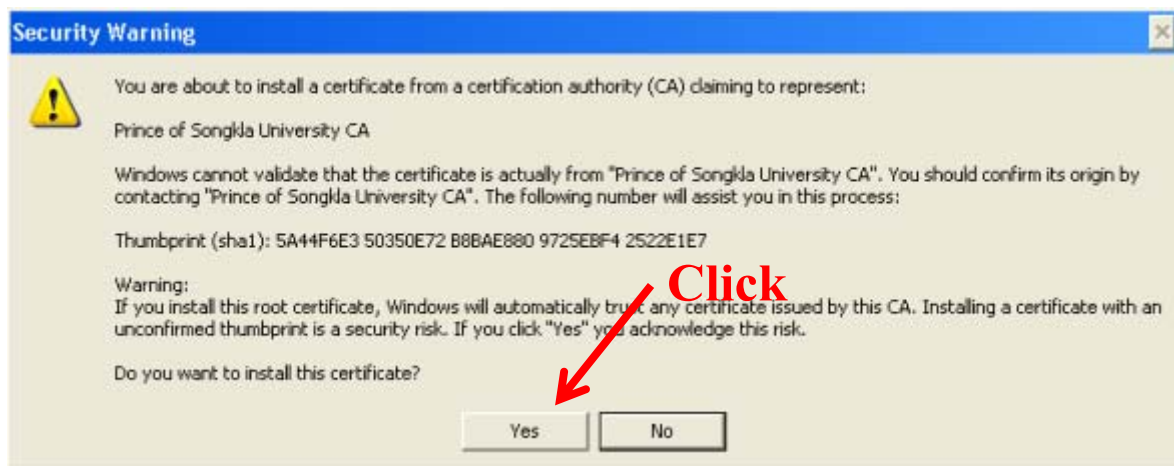 Security Warning
You are about to install a certificate from a certification authority (CA) claiming to represent:
Prince of Songkla University CA
Windows cannot validate that the certificate is actually from "Prince of Songkla University CA". You should confirm its origin by
contacting "Prince of Songkla University CA". The following number will assist you in this process:
Thumbprint (sha1): 5A44F6E3 50350E72 B8BAE880 9725EBF4 2522E1E7
Warning:
Click
If you install this root certificate, Windows will automatically trust any certificate issued by this CA. Installing a certificate with an
unconfirmed thumbprint is a security risk. If you click "Yes" you acknowledge this risk.
Do you want to install this certificate?
Yes No